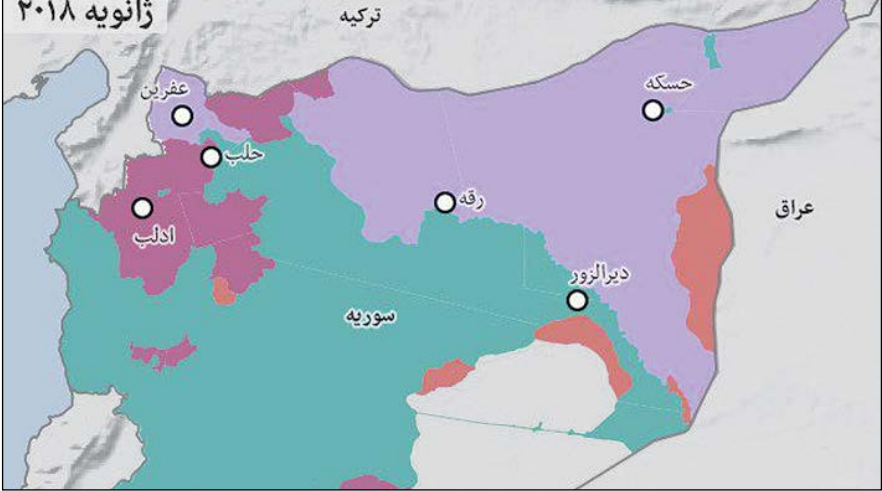 ژانویه ۲۰۱۸
ترکیه
عفرین
حسکه
حلب
رقه
عراق
ادلب
دیرالزور
سوریه